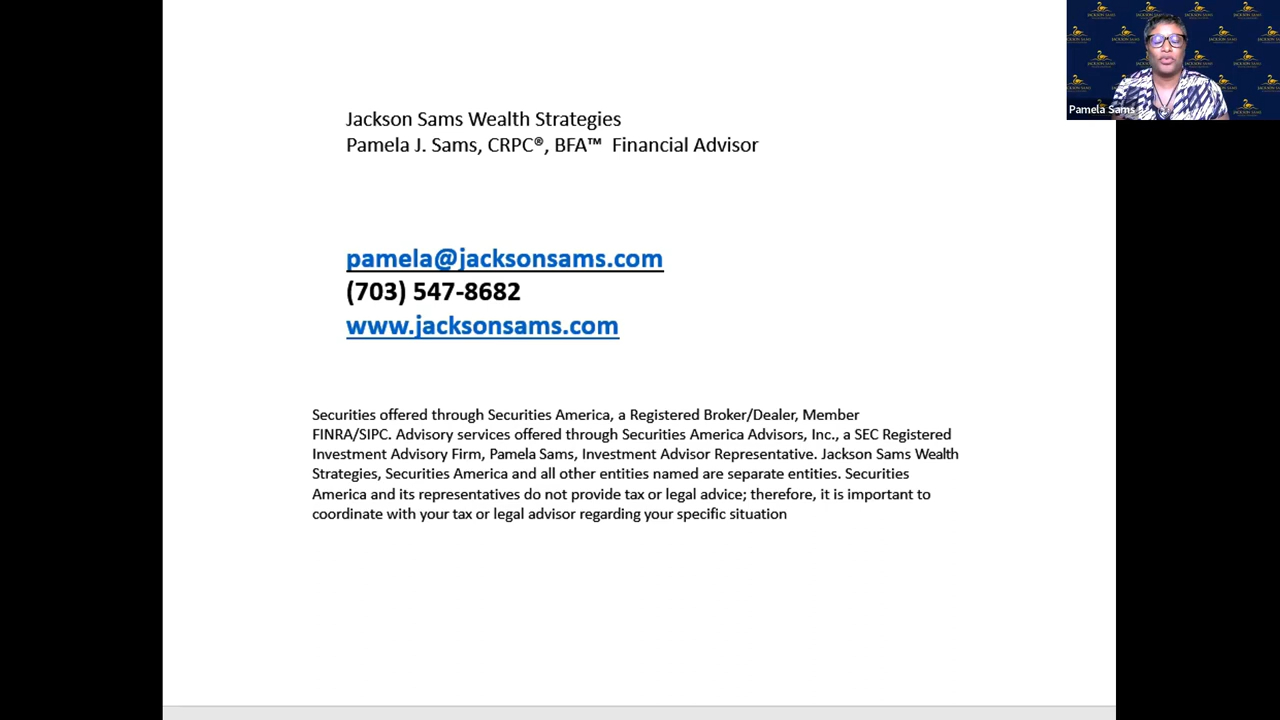 Jackson Sams Wealth Strategies
Pamela J. Sams, CRPC®, BFA™ Financial Advisor
pamela@jacksonsams.com
(703) 547-8682
www.jacksonsams.com
Securities offered through Securities America, a Registered Broker/Dealer, Member
FINRA/SIPC. Advisory services offered through Securities America Advisors, Inc., a SEC Registered
Investment Advisory Firm, Pamela Sams, Investment Advisor Representative. Jackson Sams Wealth
Strategies, Securities America and all other entities named are separate entities. Securities
America and its representatives do not provide tax or legal advice; therefore, it is important to
coordinate with your tax or legal advisor regarding your specific situation
JACKSON SAMS
Pamela Sams